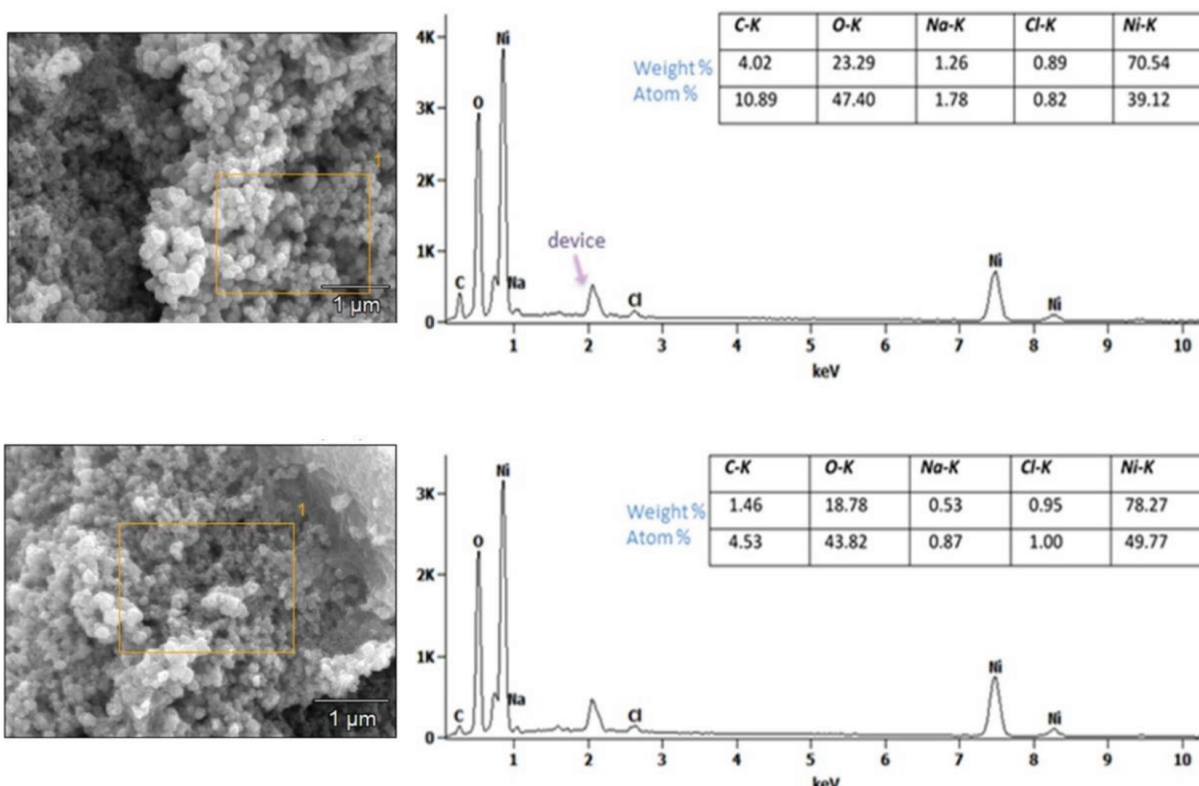 1
1 µm
C-K O-K Na-K Cl-K Ni-K
Weight % 4.02 23.29 1.26 0.89 70.54
Atom % 10.89 47.40 1.78 0.82 39.12
4K
3K
2K
1K
0
Ni
O
device
C
Na
Cl
Ni
Ni
1 2 3 4 5 6 7 8 9 10
keV
1
1 µm
C-K O-K Na-K Cl-K Ni-K
Weight % 1.46 18.78 0.53 0.95 78.27
Atom % 4.53 43.82 0.87 1.00 49.77
3K
2K
1K
0
Ni
O
C
Na
Cl
Ni
Ni
1 2 3 4 5 6 7 8 9 10
keV